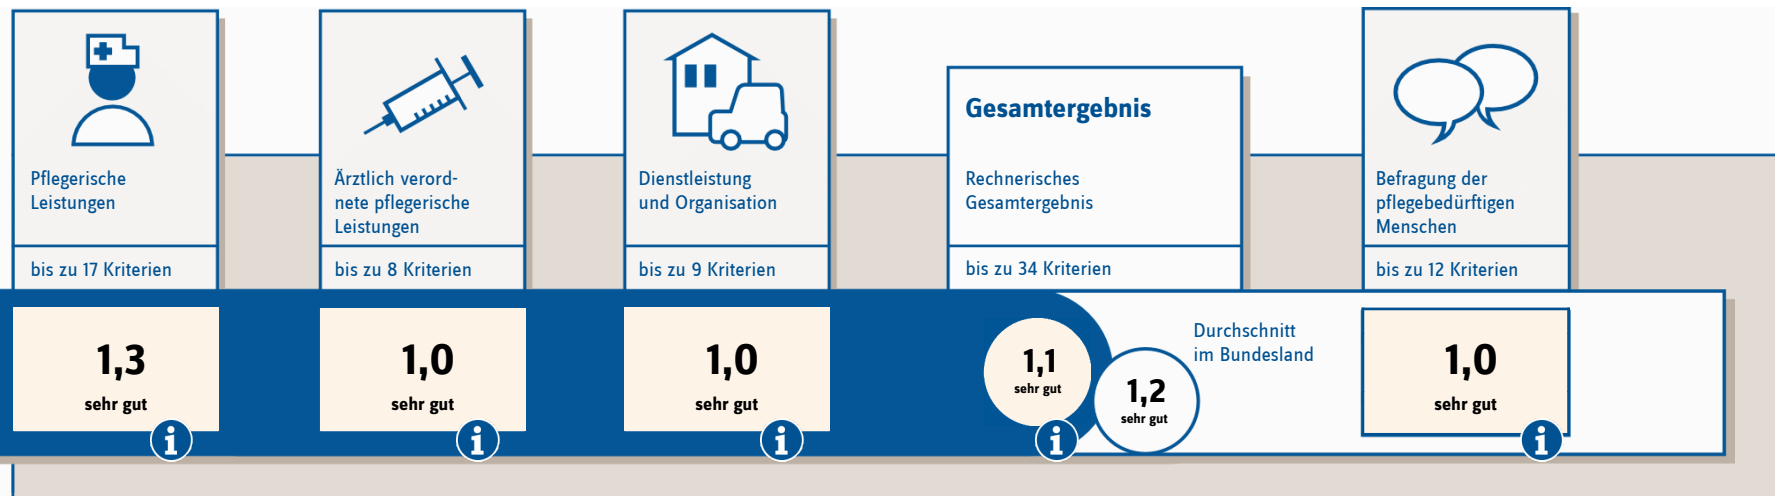 Pflegerische
Leistungen
bis zu 17 Kriterien
1,3
sehr gut
i
Ärztlich verord-
nete pflegerische
Leistungen
bis zu 8 Kriterien
1,0
sehr gut
i
Dienstleistung
und Organisation
bis zu 9 Kriterien
1,0
sehr gut
i
Gesamtergebnis
Rechnerisches
Gesamtergebnis
bis zu 34 Kriterien
1,1
sehr gut
i
1,2
sehr gut
Durchschnitt
im Bundesland
Befragung der
pflegebedürftigen
Menschen
bis zu 12 Kriterien
1,0
sehr gut
i